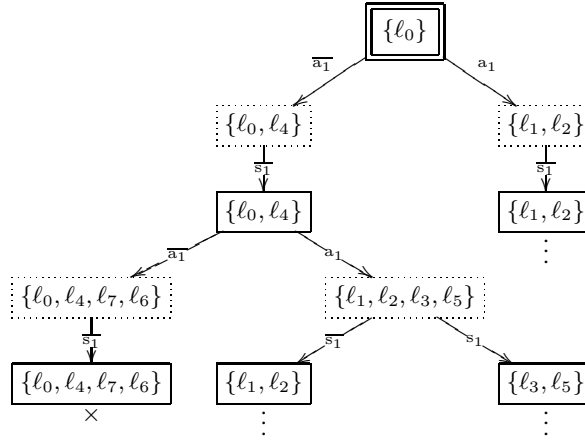 {ℓ₀}
a̅₁ a₁
{ℓ₀, ℓ₄} {ℓ₁, ℓ₂}
s̅₁ s̅₁
{ℓ₀, ℓ₄} {ℓ₁, ℓ₂}
a̅₁ a₁ ⋮
{ℓ₀, ℓ₄, ℓ₇, ℓ₆} {ℓ₁, ℓ₂, ℓ₃, ℓ₅}
s̅₁ s̅₁ s₁
{ℓ₀, ℓ₄, ℓ₇, ℓ₆} {ℓ₁, ℓ₂} {ℓ₃, ℓ₅}
× ⋮ ⋮